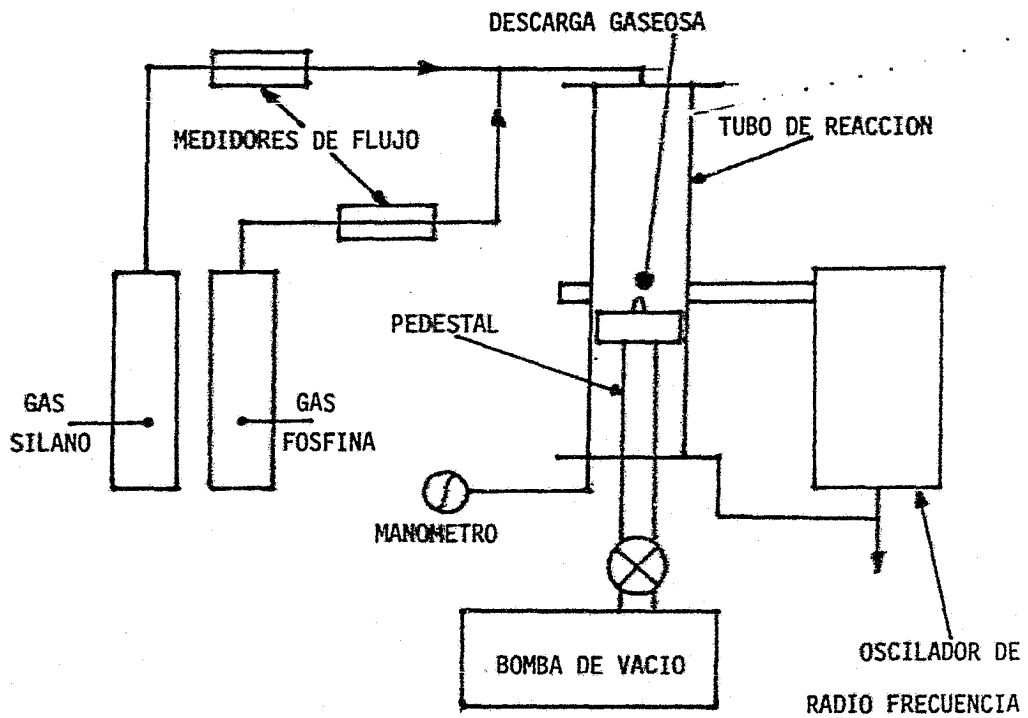 DESCARGA GASEOSA
MEDIDORES DE FLUJO
TUBO DE REACCION
PEDESTAL
GAS
SILANO
GAS
FOSFINA
MANOMETRO
BOMBA DE VACIO
OSCILADOR DE
RADIO FRECUENCIA